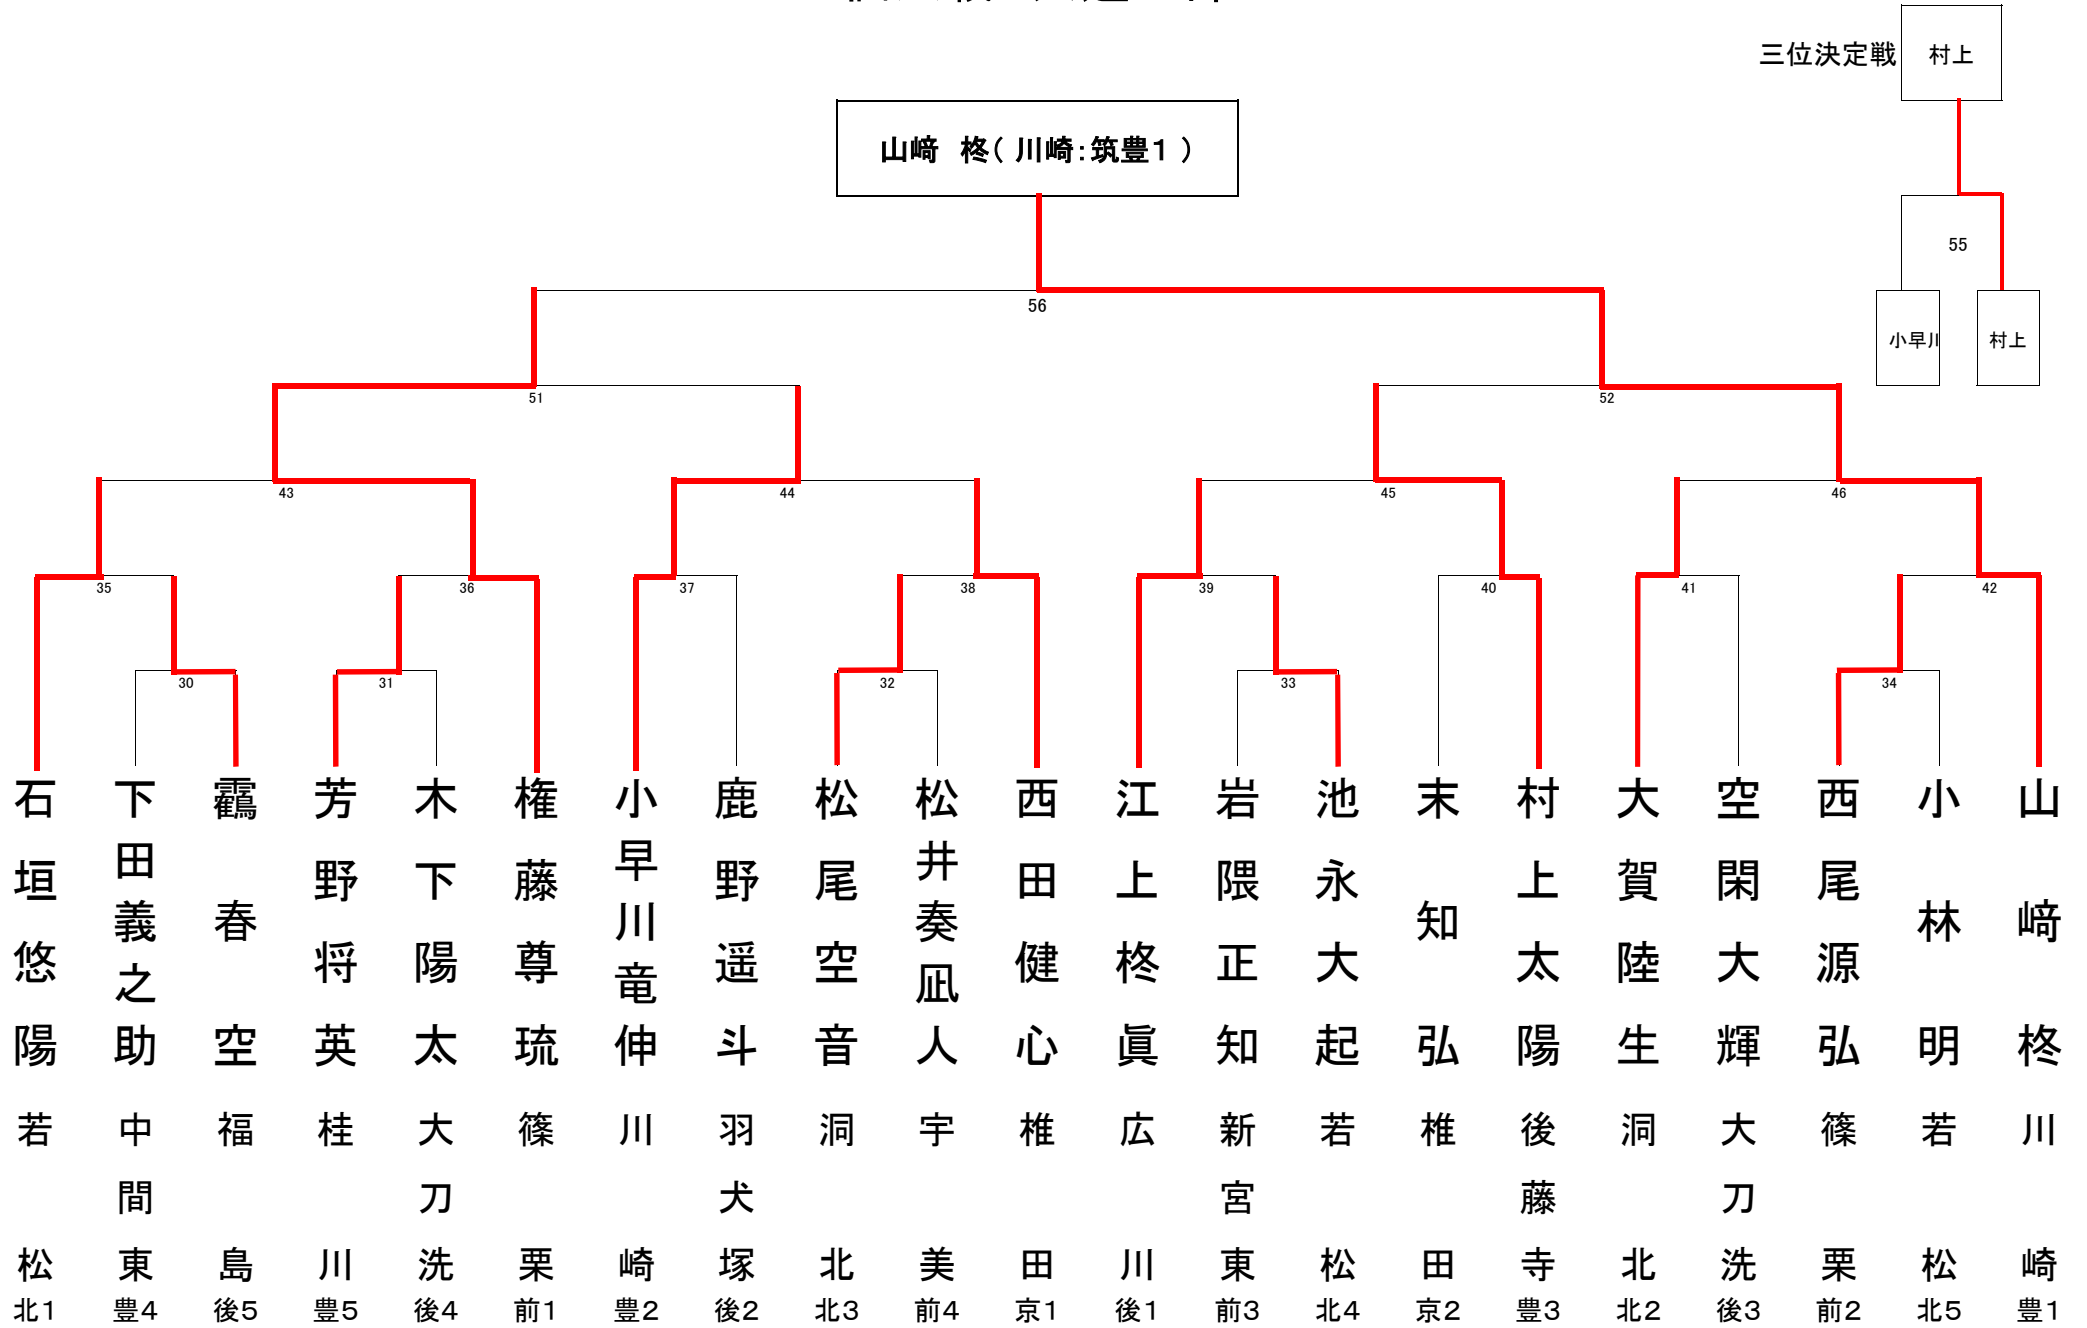 三位決定戦
村上
山﨑 柊(川崎:筑豊1)
55
小早川
村上
56
51
52
43
44
45
46
35
36
37
38
39
40
41
42
30
31
32
33
34
石垣悠陽 若松 北1
下田義之助 中間東 豊4
靍春空 福島 後5
芳野将英 桂川 豊5
木下陽太 大刀洗 後4
権藤尊琉 篠栗 前1
小早川竜伸 川崎 豊2
鹿野遥斗 羽犬塚 後2
松尾空音 洞北 北3
松井奏凪人 宇美 前4
西田健心 椎田 京1
江上柊眞 広川 後1
岩隈正知 新宮東 前3
池永大起 若松 北4
末知弘 椎田 京2
村上太陽 後藤寺 豊3
大賀陸生 洞北 北2
空閑大輝 大刀洗 後3
西尾源弘 篠栗 前2
小林明 若松 北5
山﨑柊 川崎 豊1